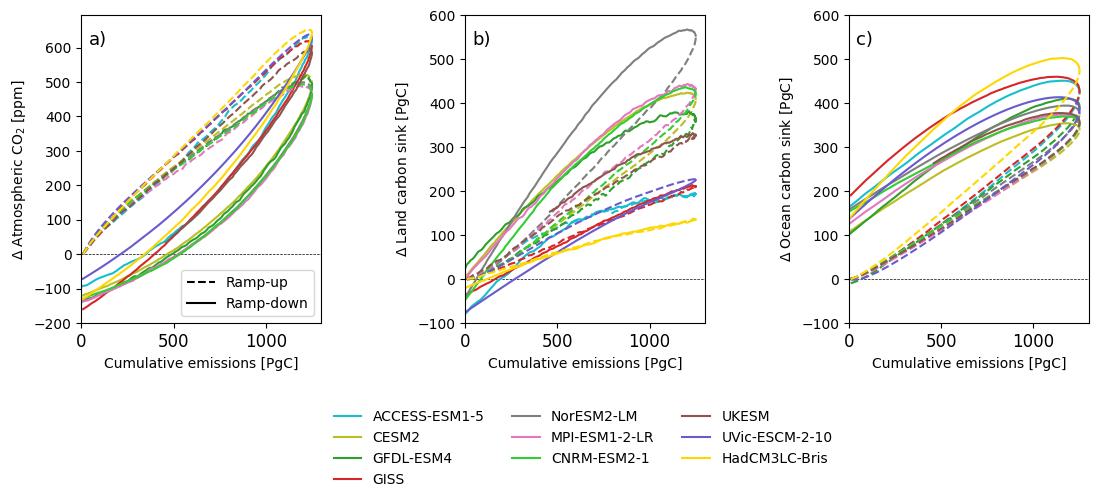 a)
Δ Atmospheric CO₂ [ppm]
600
500
400
300
200
100
0
−100
−200
0 500 1000
Cumulative emissions [PgC]
Ramp-up
Ramp-down
b)
Δ Land carbon sink [PgC]
600
500
400
300
200
100
0
−100
0 500 1000
Cumulative emissions [PgC]
c)
Δ Ocean carbon sink [PgC]
600
500
400
300
200
100
0
−100
0 500 1000
Cumulative emissions [PgC]
ACCESS-ESM1-5 NorESM2-LM UKESM
CESM2 MPI-ESM1-2-LR UVic-ESCM-2-10
GFDL-ESM4 CNRM-ESM2-1 HadCM3LC-Bris
GISS